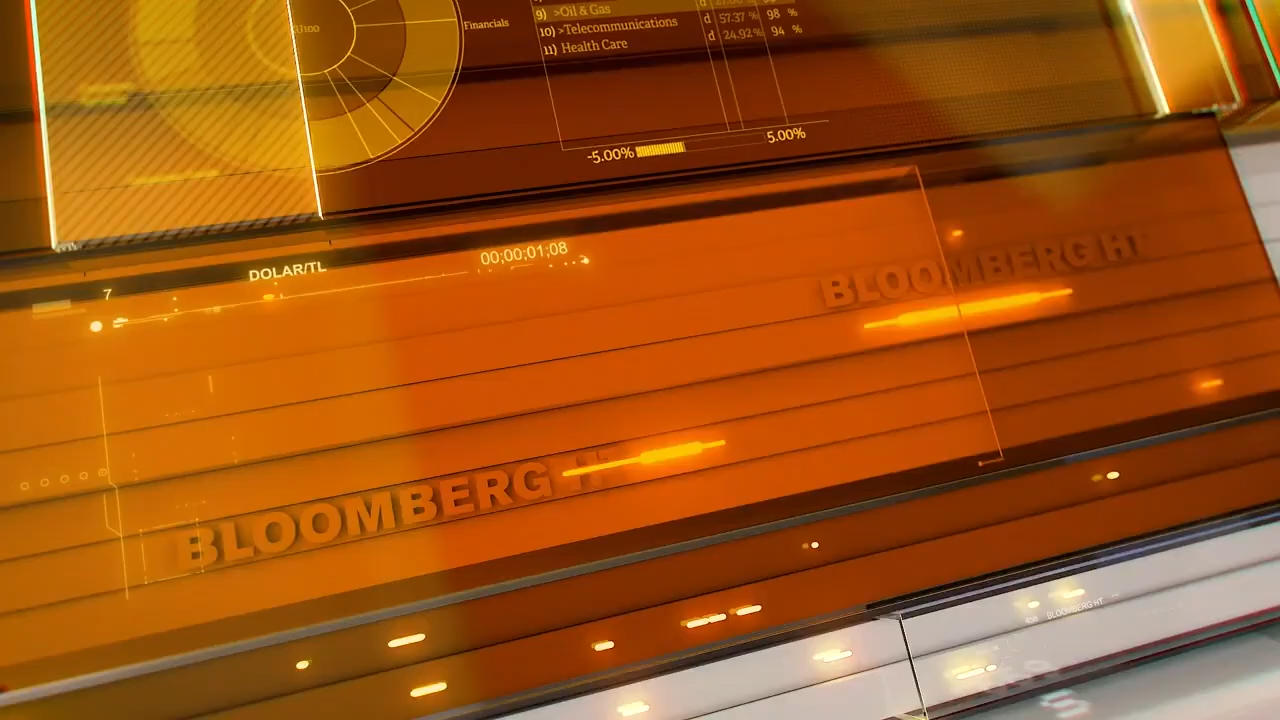 Financials
9) >Oil & Gas
d
10) >Telecommunications d 57.37 % 98 %
11) Health Care d 24.92% 94 %
-5.00% 5.00%
DOLAR/TL
00;00;01;08
7
BLOOMBERG HT
BLOOMBERG
BLOOMBERG HT